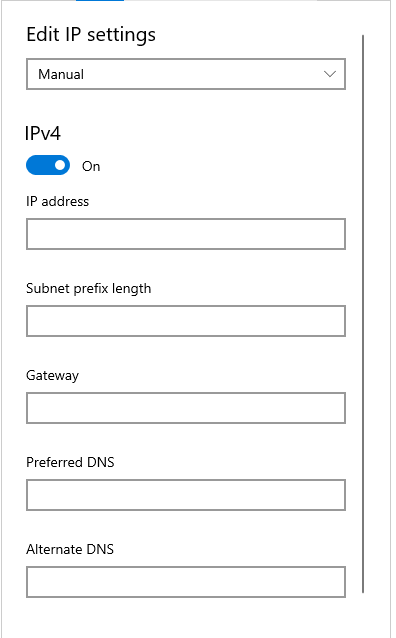 Edit IP settings
Manual
IPv4
On
IP address
Subnet prefix length
Gateway
Preferred DNS
Alternate DNS